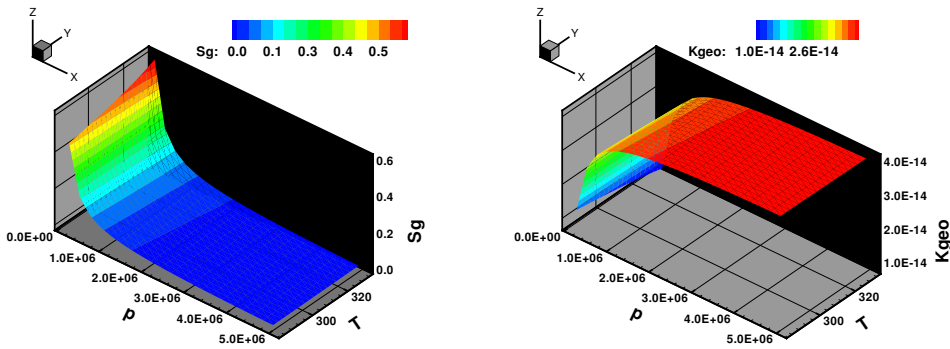 Z
Y
X
Sg: 0.0 0.1 0.3 0.4 0.5
0.6
0.4
0.2
0.0
Sg
0.0E+00
1.0E+06
2.0E+06
3.0E+06
4.0E+06
5.0E+06
p
300
320
T
Z
Y
X
Kgeo: 1.0E-14 2.6E-14
4.0E-14
3.0E-14
2.0E-14
1.0E-14
Kgeo
0.0E+00
1.0E+06
2.0E+06
3.0E+06
4.0E+06
5.0E+06
p
300
320
T